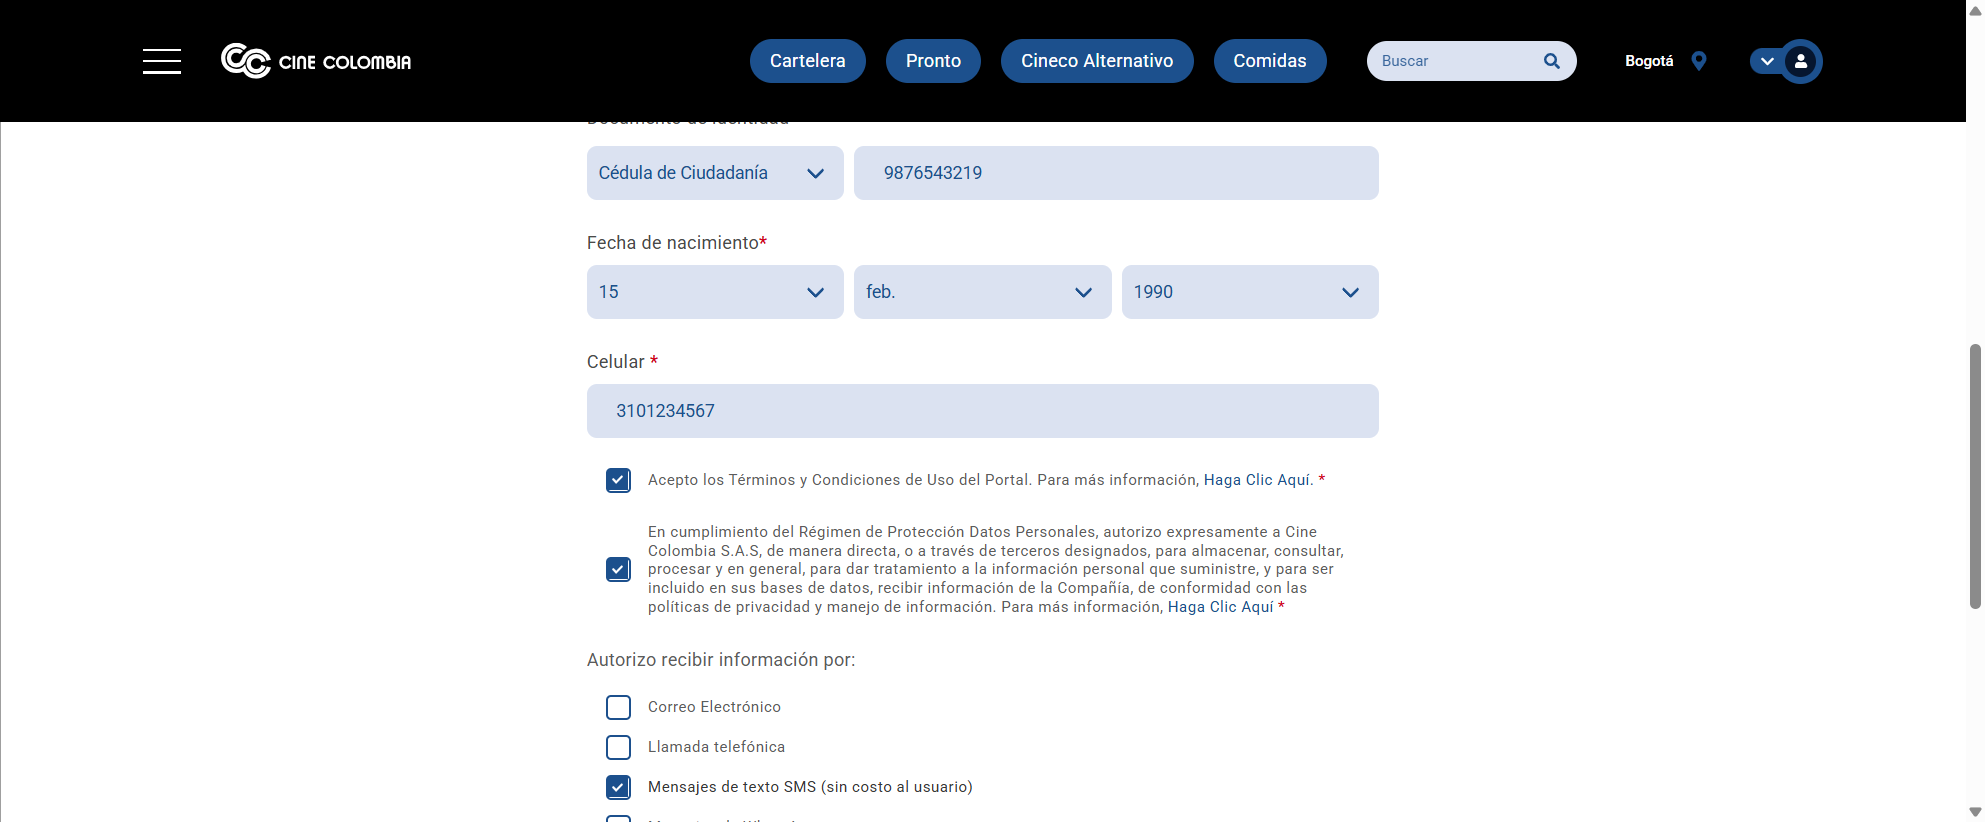 CINE COLOMBIA
Cartelera
Pronto
Cineco Alternativo
Comidas
Buscar
Bogotá
Documento de identidad
Cédula de Ciudadanía
9876543219
Fecha de nacimiento*
15
feb.
1990
Celular *
3101234567
Acepto los Términos y Condiciones de Uso del Portal. Para más información, Haga Clic Aquí. *
En cumplimiento del Régimen de Protección Datos Personales, autorizo expresamente a Cine
Colombia S.A.S, de manera directa, o a través de terceros designados, para almacenar, consultar,
procesar y en general, para dar tratamiento a la información personal que suministre, y para ser
incluido en sus bases de datos, recibir información de la Compañía, de conformidad con las
políticas de privacidad y manejo de información. Para más información, Haga Clic Aquí *
Autorizo recibir información por:
Correo Electrónico
Llamada telefónica
Mensajes de texto SMS (sin costo al usuario)